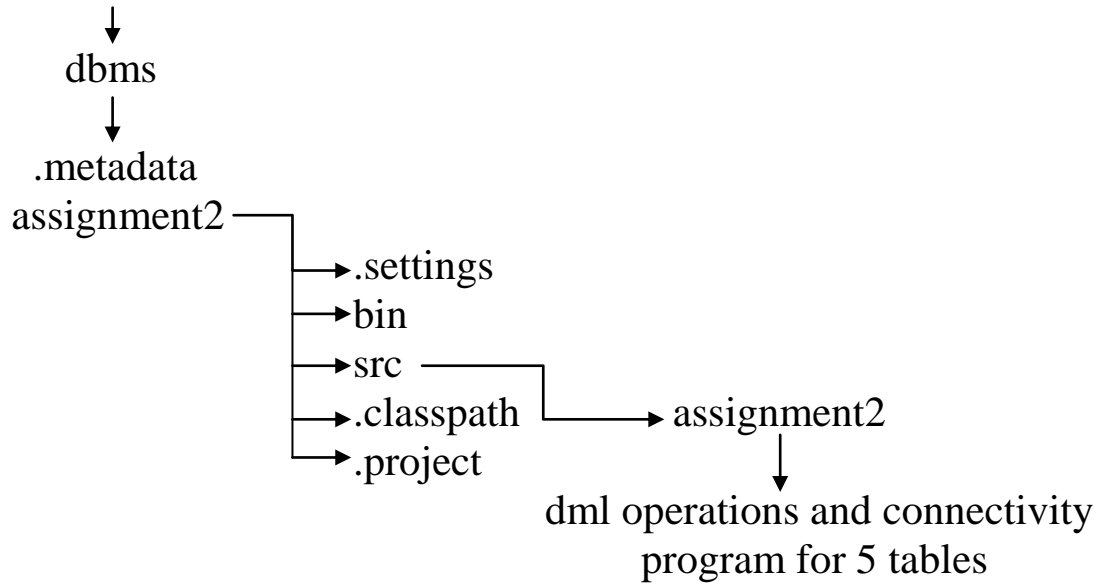 dbms
.metadata
assignment2
.settings
bin
src
.classpath
assignment2
.project
dml operations and connectivity
program for 5 tables